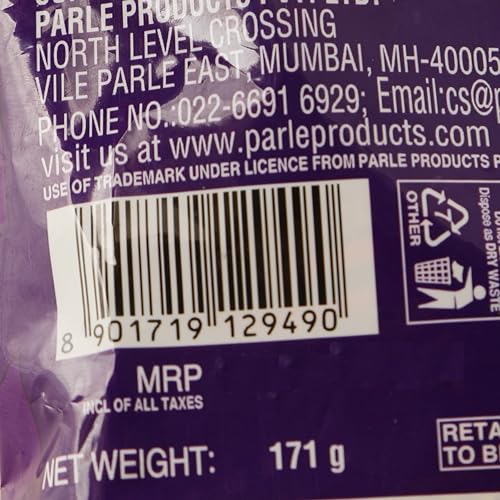 PARLE PRODUCTS
NORTH LEVEL CROSSING
VILE PARLE EAST, MUMBAI, MH-40005
PHONE NO.:022-6691 6929; Email:cs@
visit us at www.parleproducts.com
USE OF TRADEMARK UNDER LICENCE FROM PARLE PRODUCTS P
7
OTHER
Dispose as DRY WASTE
8 901719 129490
MRP
INCL OF ALL TAXES
NET WEIGHT: 171 g
RETA
TO B